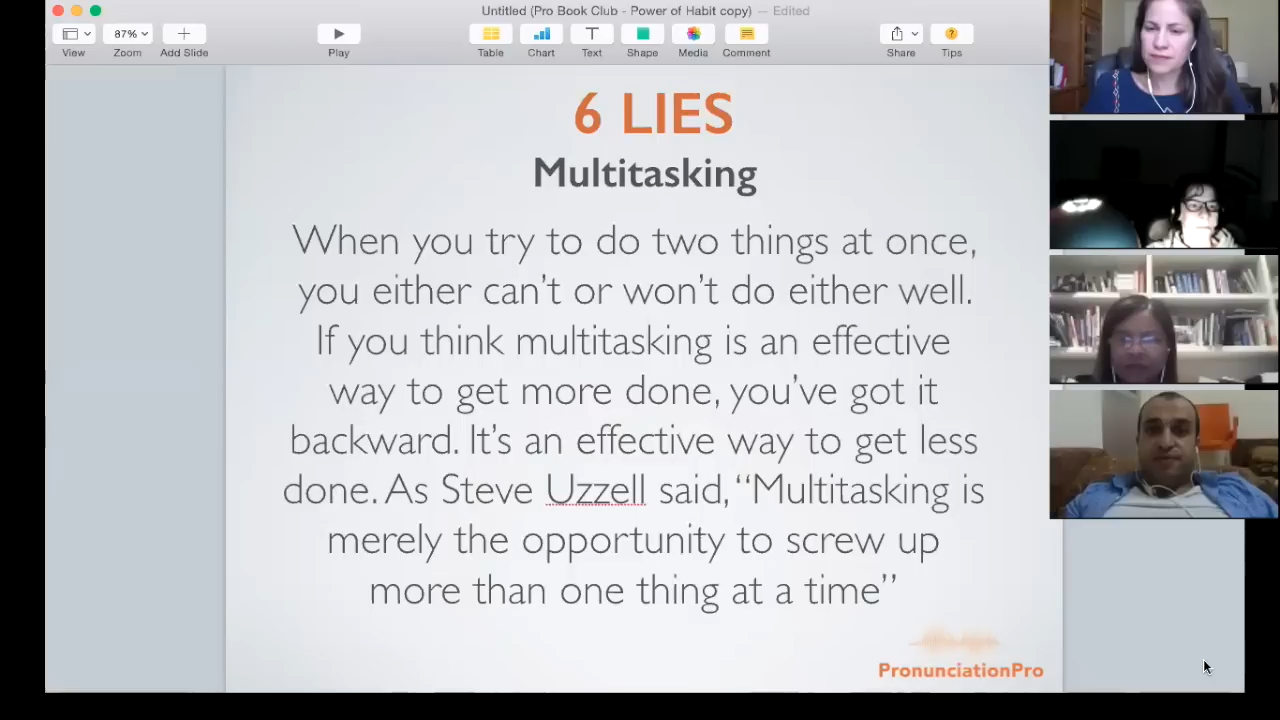 Untitled (Pro Book Club - Power of Habit copy) — Edited
87%
View
Zoom
Add Slide
Play
Table
Chart
Text
Shape
Media
Comment
Share
Tips
6 LIES
Multitasking
When you try to do two things at once,
you either can’t or won’t do either well.
If you think multitasking is an effective
way to get more done, you’ve got it
backward. It’s an effective way to get less
done. As Steve Uzzell said, “Multitasking is
merely the opportunity to screw up
more than one thing at a time”
PronunciationPro